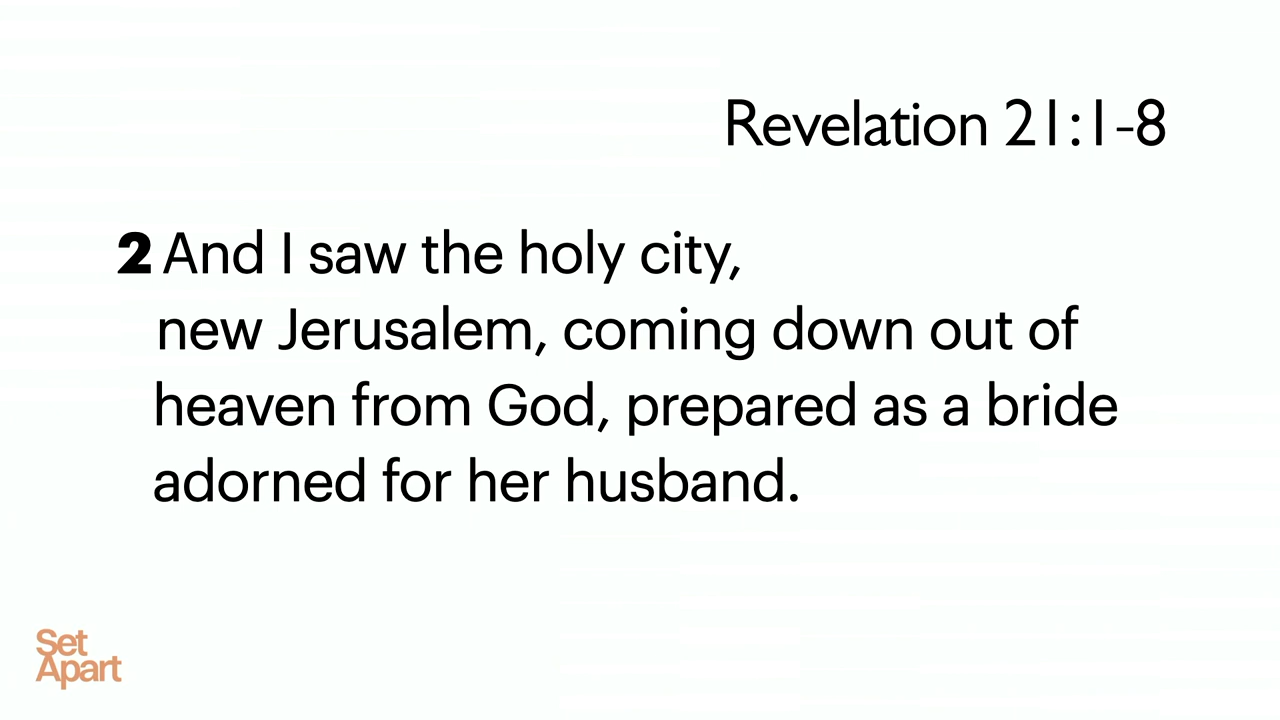 Revelation 21:1-8
2 And I saw the holy city,
new Jerusalem, coming down out of
heaven from God, prepared as a bride
adorned for her husband.
Set
Apart